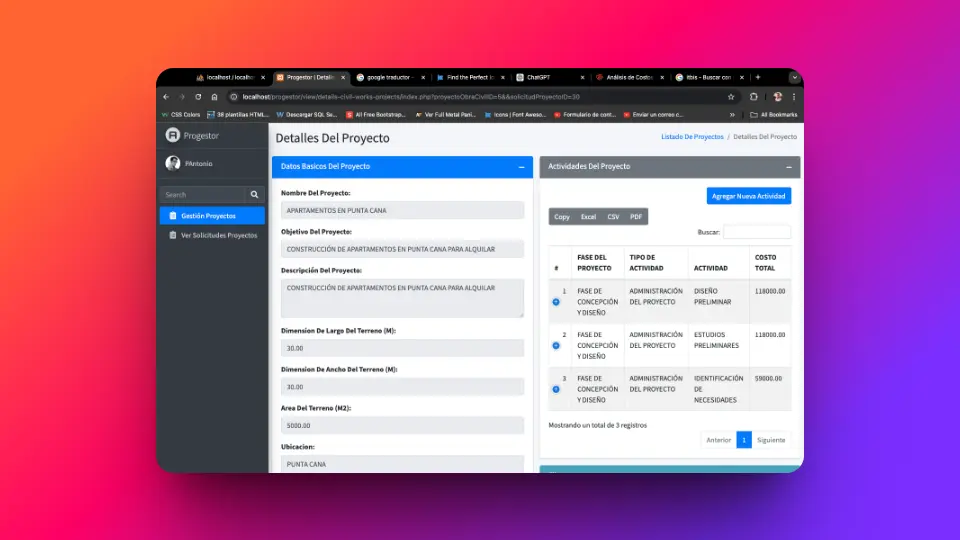 localhost / localh
Progestor | Detalle
google traductor -
Find the Perfect Ic
ChatGPT
Análisis de Costos
itbis - Buscar con
localhost/progestor/view/details-civil-works-projects/index.php?proyectoObraCivilID=5&&solicitudProyectoID=30
CSS Colors
38 plantillas HTML...
Descargar SQL Se...
All Free Bootstrap...
Ver Full Metal Pani...
Icons | Font Aweso...
Formulario de cont...
Enviar un correo c...
»
All Bookmarks
Progestor
PAntonio
Search
Gestión Proyectos
Ver Solicitudes Proyectos
Detalles Del Proyecto
Listado De Proyectos / Detalles Del Proyecto
Datos Basicos Del Proyecto
Nombre Del Proyecto:
APARTAMENTOS EN PUNTA CANA
Objetivo Del Proyecto:
CONSTRUCCIÓN DE APARTAMENTOS EN PUNTA CANA PARA ALQUILAR
Descripción Del Proyecto:
CONSTRUCCIÓN DE APARTAMENTOS EN PUNTA CANA PARA ALQUILAR
Dimension De Largo Del Terreno (M):
30.00
Dimension De Ancho Del Terreno (M):
30.00
Area Del Terreno (M2):
5000.00
Ubicacion:
PUNTA CANA
Actividades Del Proyecto
Agregar Nueva Actividad
Copy Excel CSV PDF
Buscar:
# FASE DEL PROYECTO TIPO DE ACTIVIDAD ACTIVIDAD COSTO TOTAL
1 FASE DE CONCEPCIÓN Y DISEÑO ADMINISTRACIÓN DEL PROYECTO DISEÑO PRELIMINAR 118000.00
2 FASE DE CONCEPCIÓN Y DISEÑO ADMINISTRACIÓN DEL PROYECTO ESTUDIOS PRELIMINARES 118000.00
3 FASE DE CONCEPCIÓN Y DISEÑO ADMINISTRACIÓN DEL PROYECTO IDENTIFICACIÓN DE NECESIDADES 59000.00
Mostrando un total de 3 registros
Anterior 1 Siguiente